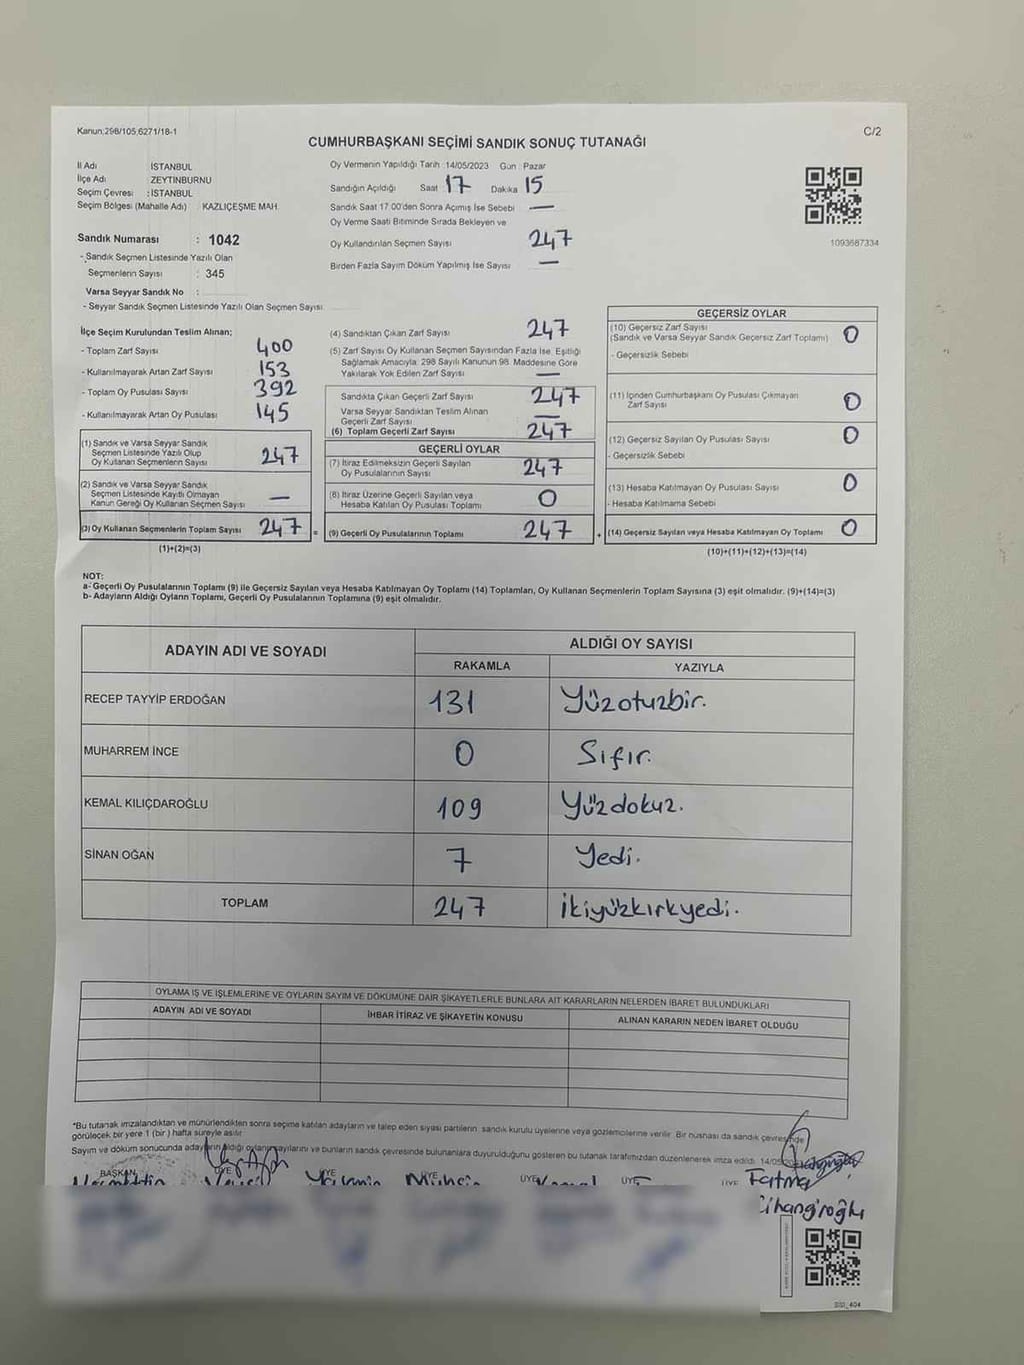 Kanun;298/105,6271/18-1
C/2
CUMHURBAŞKANI SEÇİMİ SANDIK SONUÇ TUTANAĞI
İl Adı : İSTANBUL
İlçe Adı : ZEYTİNBURNU
Seçim Çevresi : İSTANBUL
Seçim Bölgesi (Mahalle Adı) KAZLIÇEŞME MAH.
Sandık Numarası : 1042
- Sandık Seçmen Listesinde Yazılı Olan
Seçmenlerin Sayısı : 345
Varsa Seyyar Sandık No :
- Seyyar Sandık Seçmen Listesinde Yazılı Olan Seçmen Sayısı:
Oy Vermenin Yapıldığı Tarih : 14/05/2023 Gün : Pazar
Sandığın Açıldığı Saat 17 Dakika 15
Sandık Saat 17:00'den Sonra Açılmış İse Sebebi —
Oy Verme Saati Bitiminde Sırada Bekleyen ve
Oy Kullandırılan Seçmen Sayısı 247
Birden Fazla Sayım Döküm Yapılmış İse Sayısı —
1093687334
İlçe Seçim Kurulundan Teslim Alınan;
- Toplam Zarf Sayısı 400
- Kullanılmayarak Artan Zarf Sayısı 153
- Toplam Oy Pusulası Sayısı 392
- Kullanılmayarak Artan Oy Pusulası 145
(1) Sandık ve Varsa Seyyar Sandık
Seçmen Listesinde Yazılı Olup
Oy Kullanan Seçmenlerin Sayısı 247
(2) Sandık ve Varsa Seyyar Sandık
Seçmen Listesinde Kayıtlı Olmayan
Kanun Gereği Oy Kullanan Seçmen Sayısı —
(3) Oy Kullanan Seçmenlerin Toplam Sayısı 247 =
(1)+(2)=(3)
(4) Sandıktan Çıkan Zarf Sayısı 247
(5) Zarf Sayısı Oy Kullanan Seçmen Sayısından Fazla İse, Eşitliği
Sağlamak Amacıyla; 298 Sayılı Kanunun 98. Maddesine Göre
Yakılarak Yok Edilen Zarf Sayısı —
Sandıkta Çıkan Geçerli Zarf Sayısı 247
Varsa Seyyar Sandıktan Teslim Alınan
Geçerli Zarf Sayısı —
(6) Toplam Geçerli Zarf Sayısı 247
GEÇERLİ OYLAR
(7) İtiraz Edilmeksizin Geçerli Sayılan
Oy Pusulalarının Sayısı 247
(8) İtiraz Üzerine Geçerli Sayılan veya
Hesaba Katılan Oy Pusulası Toplamı 0
(9) Geçerli Oy Pusulalarının Toplamı 247 +
GEÇERSİZ OYLAR
(10) Geçersiz Zarf Sayısı
(Sandık ve Varsa Seyyar Sandık Geçersiz Zarf Toplamı) 0
- Geçersizlik Sebebi
(11) İçinden Cumhurbaşkanı Oy Pusulası Çıkmayan
Zarf Sayısı 0
(12) Geçersiz Sayılan Oy Pusulası Sayısı 0
- Geçersizlik Sebebi
(13) Hesaba Katılmayan Oy Pusulası Sayısı 0
- Hesaba Katılmama Sebebi
(14) Geçersiz Sayılan veya Hesaba Katılmayan Oy Toplamı 0
(10)+(11)+(12)+(13)=(14)
NOT:
a- Geçerli Oy Pusulalarının Toplamı (9) ile Geçersiz Sayılan veya Hesaba Katılmayan Oy Toplamı (14) Toplamları, Oy Kullanan Seçmenlerin Toplam Sayısına (3) eşit olmalıdır. (9)+(14)=(3)
b- Adayların Aldığı Oyların Toplamı, Geçerli Oy Pusulalarının Toplamına (9) eşit olmalıdır.
ADAYIN ADI VE SOYADI ALDIĞI OY SAYISI
RAKAMLA YAZIYLA
RECEP TAYYİP ERDOĞAN 131 Yüzotuzbir.
MUHARREM İNCE 0 Sıfır.
KEMAL KILIÇDAROĞLU 109 Yüzdokuz.
SİNAN OĞAN 7 Yedi.
TOPLAM 247 İkiyüzkırkyedi.
OYLAMA İŞ VE İŞLEMLERİNE VE OYLARIN SAYIM VE DÖKÜMÜNE DAİR ŞİKAYETLERLE BUNLARA AİT KARARLARIN NELERDEN İBARET BULUNDUKLARI
ADAYIN ADI VE SOYADI İHBAR İTİRAZ VE ŞİKAYETİN KONUSU ALINAN KARARIN NEDEN İBARET OLDUĞU
*Bu tutanak imzalandıktan ve mühürlendikten sonra seçime katılan adayların ve talep eden siyasi partilerin sandık kurulu üyelerine veya gözlemcilerine verilir. Bir nüshası da sandık çevresinde
görülecek bir yere 1 (bir) hafta süreyle asılır.
Sayım ve döküm sonucunda adayların aldığı oyların sayılarını ve bunların sandık çevresinde bulunanlara duyurulduğunu gösteren bu tutanak tarafımızdan düzenlenerek imza edildi.
BAŞKAN ÜYE ÜYE ÜYE ÜYE ÜYE ÜYE
Yasemin Muhsin Kemal Fatma
Cihangiroğlu